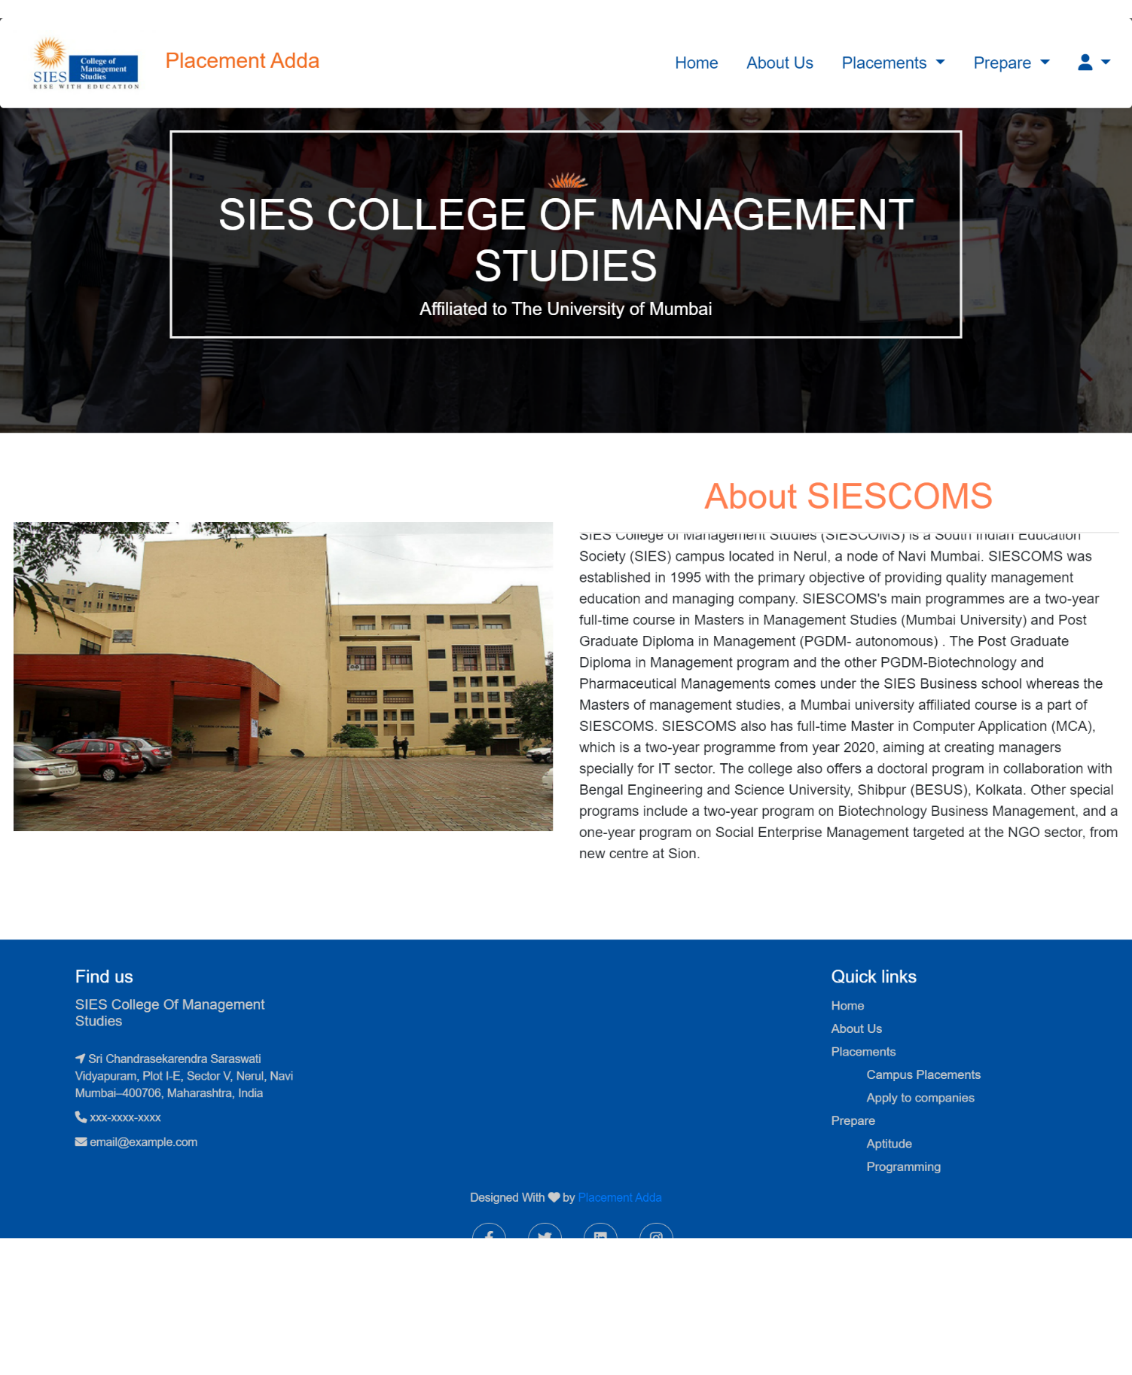 SIES
College of
Management
Studies
RISE WITH EDUCATION
Placement Adda
Home
About Us
Placements
Prepare
SIES COLLEGE OF MANAGEMENT
STUDIES
Affiliated to The University of Mumbai
About SIESCOMS
SIES College of Management Studies (SIESCOMS) is a South Indian Education
Society (SIES) campus located in Nerul, a node of Navi Mumbai. SIESCOMS was
established in 1995 with the primary objective of providing quality management
education and managing company. SIESCOMS's main programmes are a two-year
full-time course in Masters in Management Studies (Mumbai University) and Post
Graduate Diploma in Management (PGDM- autonomous) . The Post Graduate
Diploma in Management program and the other PGDM-Biotechnology and
Pharmaceutical Managements comes under the SIES Business school whereas the
Masters of management studies, a Mumbai university affiliated course is a part of
SIESCOMS. SIESCOMS also has full-time Master in Computer Application (MCA),
which is a two-year programme from year 2020, aiming at creating managers
specially for IT sector. The college also offers a doctoral program in collaboration with
Bengal Engineering and Science University, Shibpur (BESUS), Kolkata. Other special
programs include a two-year program on Biotechnology Business Management, and a
one-year program on Social Enterprise Management targeted at the NGO sector, from
new centre at Sion.
Find us
SIES College Of Management
Studies
Sri Chandrasekarendra Saraswati
Vidyapuram, Plot I-E, Sector V, Nerul, Navi
Mumbai–400706, Maharashtra, India
xxx-xxxx-xxxx
email@example.com
Quick links
Home
About Us
Placements
Campus Placements
Apply to companies
Prepare
Aptitude
Programming
Designed With by Placement Adda